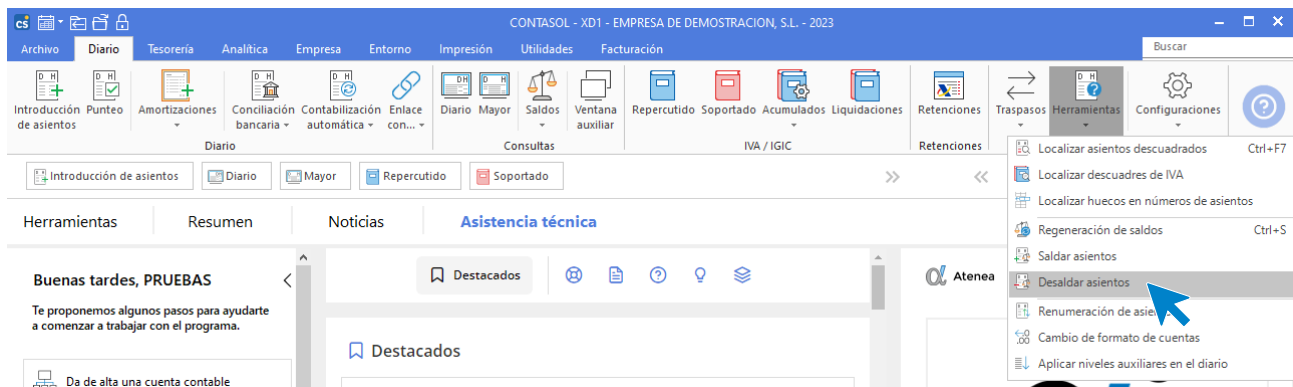 cs CONTASOL - XD1 - EMPRESA DE DEMOSTRACION, S.L. - 2023
Archivo Diario Tesorería Analítica Empresa Entorno Impresión Utilidades Facturación Buscar
D H D H D H D H DH D H D H
Introducción Punteo Amortizaciones Conciliación Contabilización Enlace Diario Mayor Saldos Ventana Repercutido Soportado Acumulados Liquidaciones Retenciones Traspasos Herramientas Configuraciones
de asientos bancaria automática con... auxiliar
Diario Consultas IVA / IGIC Retenciones
Introducción de asientos Diario Mayor Repercutido Soportado
Localizar asientos descuadrados Ctrl+F7
Localizar descuadres de IVA
Localizar huecos en números de asientos
Regeneración de saldos Ctrl+S
Saldar asientos
Desaldar asientos
Renumeración de
Cambio de formato de cuentas
Aplicar niveles auxiliares en el diario
Herramientas Resumen Noticias Asistencia técnica
Buenas tardes, PRUEBAS
Te proponemos algunos pasos para ayudarte
a comenzar a trabajar con el programa.
Da de alta una cuenta contable
Destacados
Destacados
Atenea